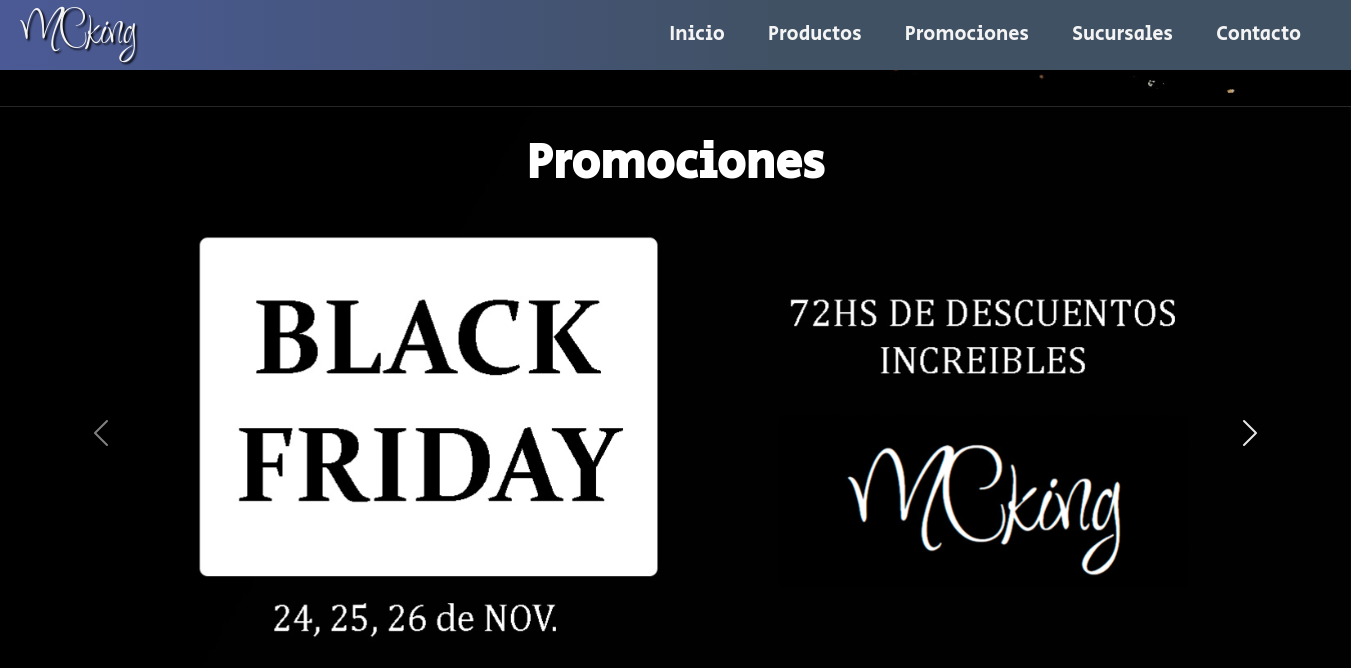 MCking
Inicio Productos Promociones Sucursales Contacto
Promociones
BLACK
FRIDAY
24, 25, 26 de NOV.
72HS DE DESCUENTOS
INCREIBLES
MCking